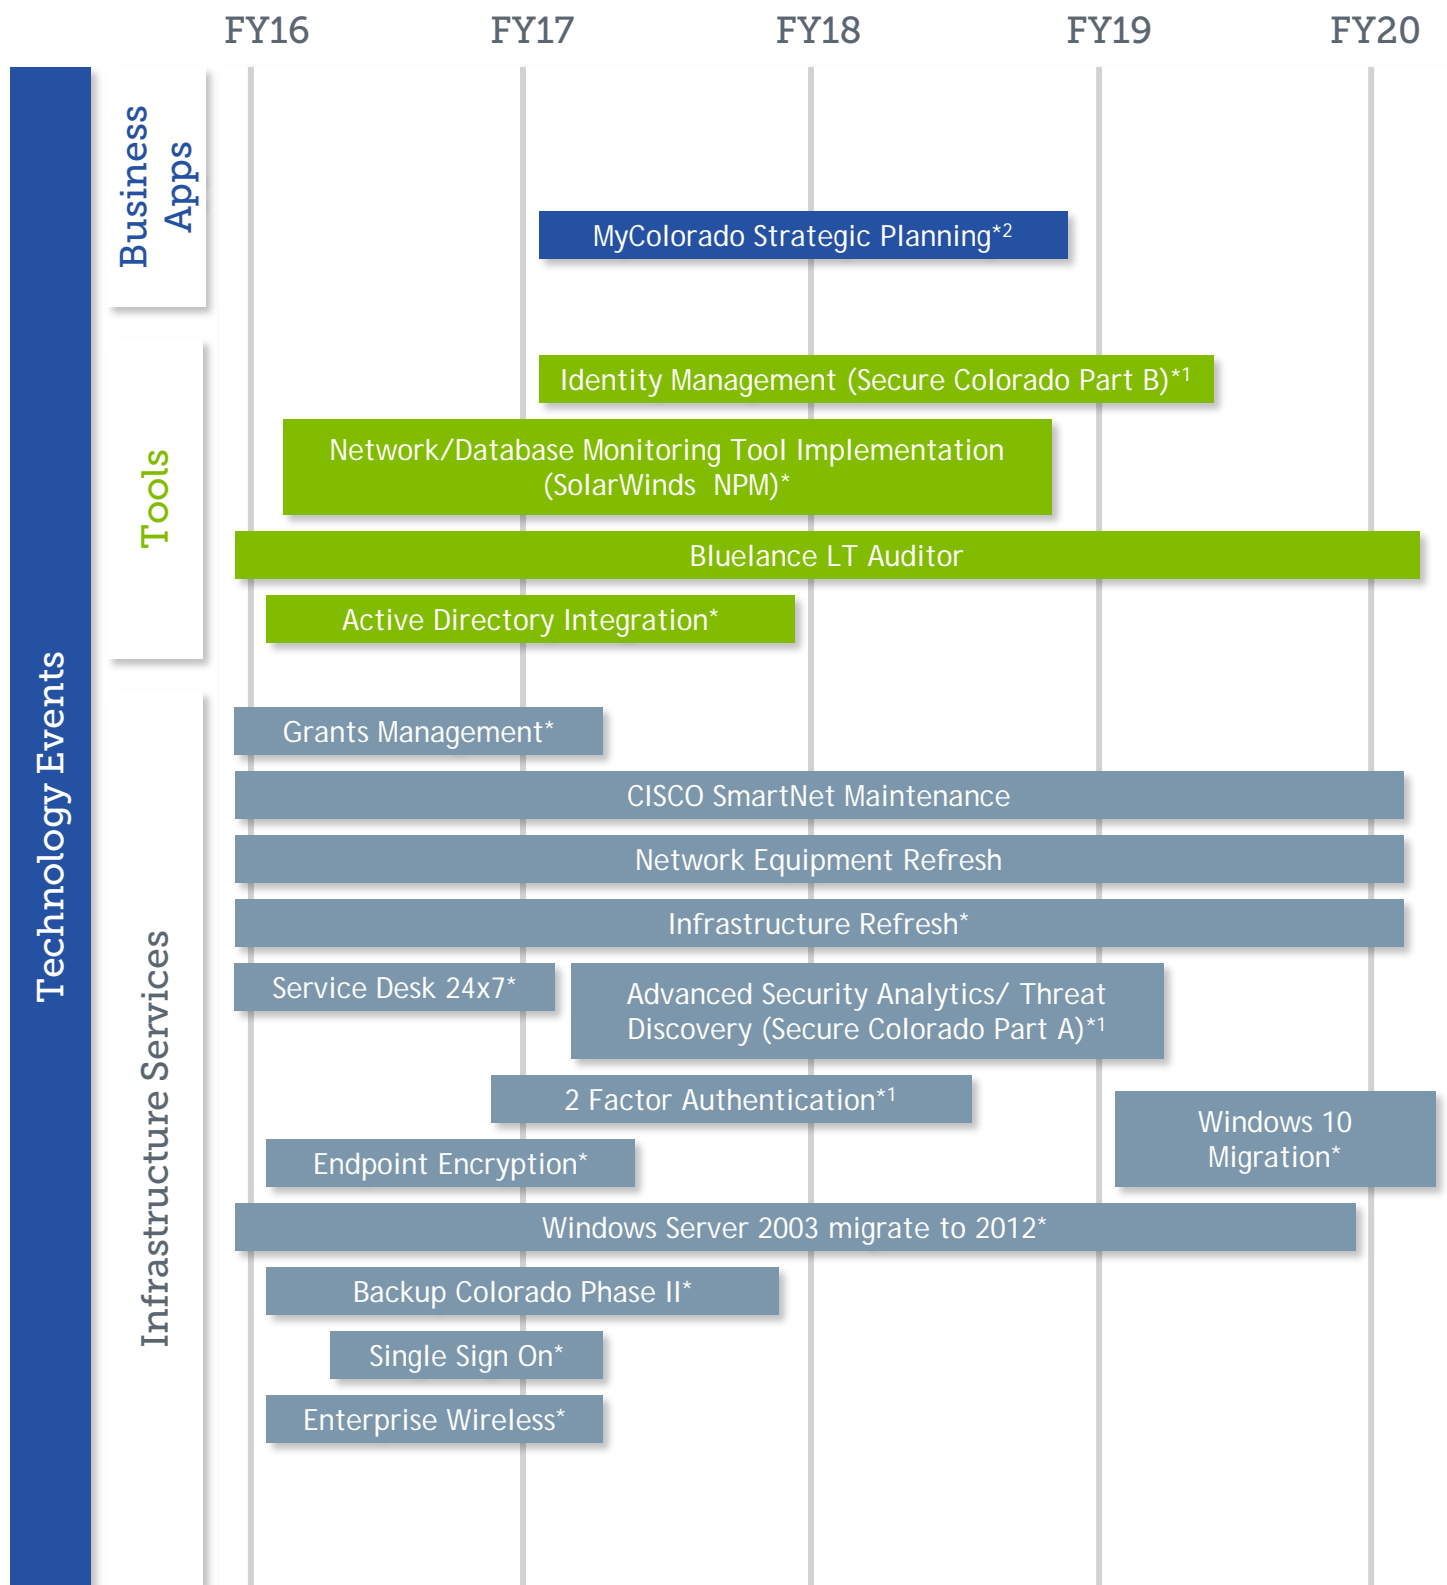 FY16 FY17 FY18 FY19 FY20
Technology Events
Business
Apps
MyColorado Strategic Planning*2
Tools
Identity Management (Secure Colorado Part B)*1
Network/Database Monitoring Tool Implementation
(SolarWinds NPM)*
Bluelance LT Auditor
Active Directory Integration*
Infrastructure Services
Grants Management*
CISCO SmartNet Maintenance
Network Equipment Refresh
Infrastructure Refresh*
Service Desk 24x7*
Advanced Security Analytics/ Threat
Discovery (Secure Colorado Part A)*1
2 Factor Authentication*1
Windows 10
Migration*
Endpoint Encryption*
Windows Server 2003 migrate to 2012*
Backup Colorado Phase II*
Single Sign On*
Enterprise Wireless*